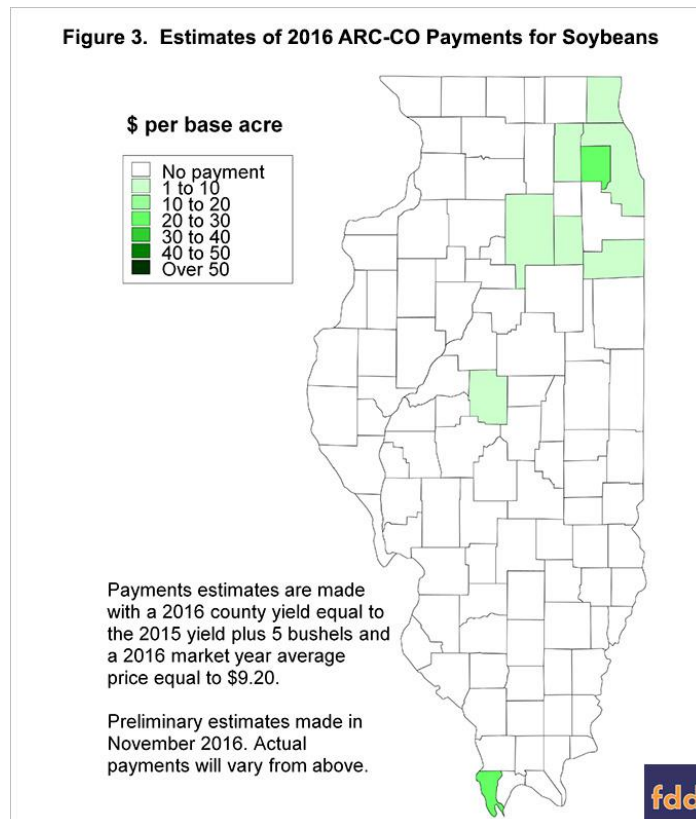 Figure 3.  Estimates of 2016 ARC-CO Payments for Soybeans
$ per base acre
No payment
1 to 10
10 to 20
20 to 30
30 to 40
40 to 50
Over 50
Payments estimates are made
with a 2016 county yield equal to
the 2015 yield plus 5 bushels and
a 2016 market year average
price equal to $9.20.
Preliminary estimates made in
November 2016. Actual
payments will vary from above.
fdd